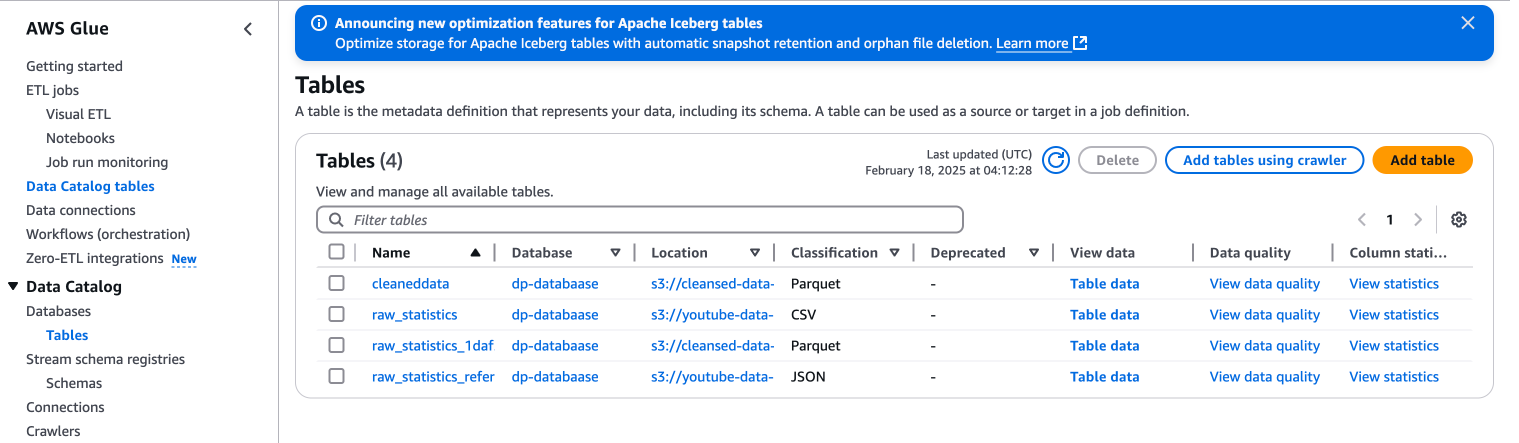 AWS Glue
Getting started
ETL jobs
Visual ETL
Notebooks
Job run monitoring
Data Catalog tables
Data connections
Workflows (orchestration)
Zero-ETL integrations New
Data Catalog
Databases
Tables
Stream schema registries
Schemas
Connections
Crawlers
Announcing new optimization features for Apache Iceberg tables
Optimize storage for Apache Iceberg tables with automatic snapshot retention and orphan file deletion. Learn more
Tables
A table is the metadata definition that represents your data, including its schema. A table can be used as a source or target in a job definition.
Tables (4)
Last updated (UTC)
February 18, 2025 at 04:12:28
Delete
Add tables using crawler
Add table
View and manage all available tables.
Filter tables
1
Name Database Location Classification Deprecated View data Data quality Column stati...
cleaneddata dp-databaase s3://cleansed-data- Parquet - Table data View data quality View statistics
raw_statistics dp-databaase s3://youtube-data- CSV - Table data View data quality View statistics
raw_statistics_1daf dp-databaase s3://cleansed-data- Parquet - Table data View data quality View statistics
raw_statistics_refer dp-databaase s3://youtube-data- JSON - Table data View data quality View statistics